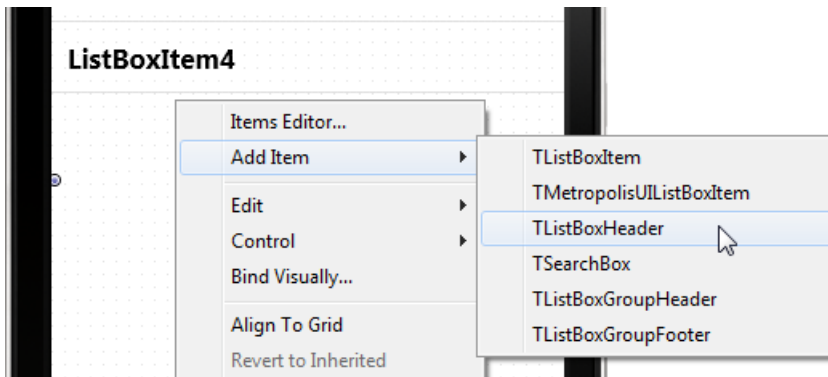 ListBoxItem4
Items Editor...
Add Item
Edit
Control
Bind Visually...
Align To Grid
Revert to Inherited
TListBoxItem
TMetropolisUIListBoxItem
TListBoxHeader
TSearchBox
TListBoxGroupHeader
TListBoxGroupFooter